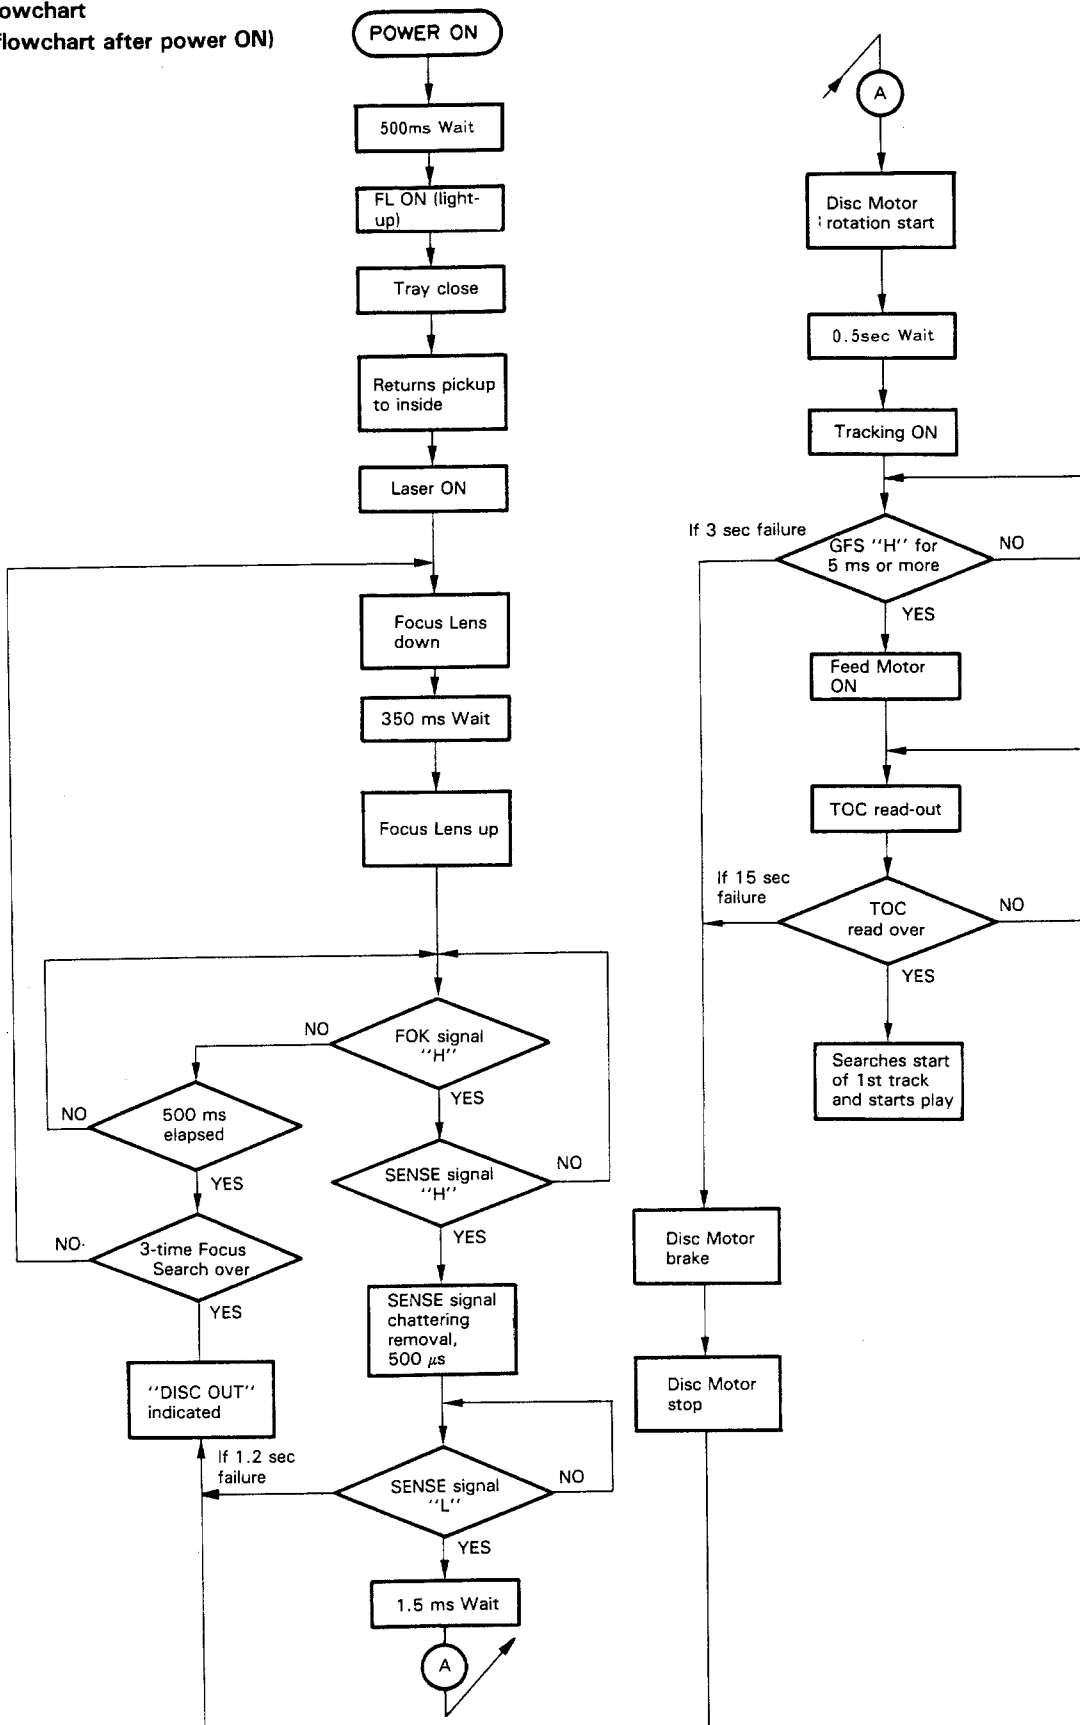 owchart
flowchart after power ON)
POWER ON
500ms Wait
FL ON (light-
up)
Tray close
Returns pickup
to inside
Laser ON
Focus Lens
down
350 ms Wait
Focus Lens up
FOK signal
"H"
NO
YES
500 ms
elapsed
NO
YES
SENSE signal
"H"
NO
YES
3-time Focus
Search over
NO
YES
SENSE signal
chattering
removal,
500 μs
"DISC OUT"
indicated
If 1.2 sec
failure
SENSE signal
"L"
NO
YES
1.5 ms Wait
A
A
Disc Motor
rotation start
0.5sec Wait
Tracking ON
If 3 sec failure
GFS "H" for
5 ms or more
NO
YES
Feed Motor
ON
TOC read-out
If 15 sec
failure
TOC
read over
NO
YES
Searches start
of 1st track
and starts play
Disc Motor
brake
Disc Motor
stop